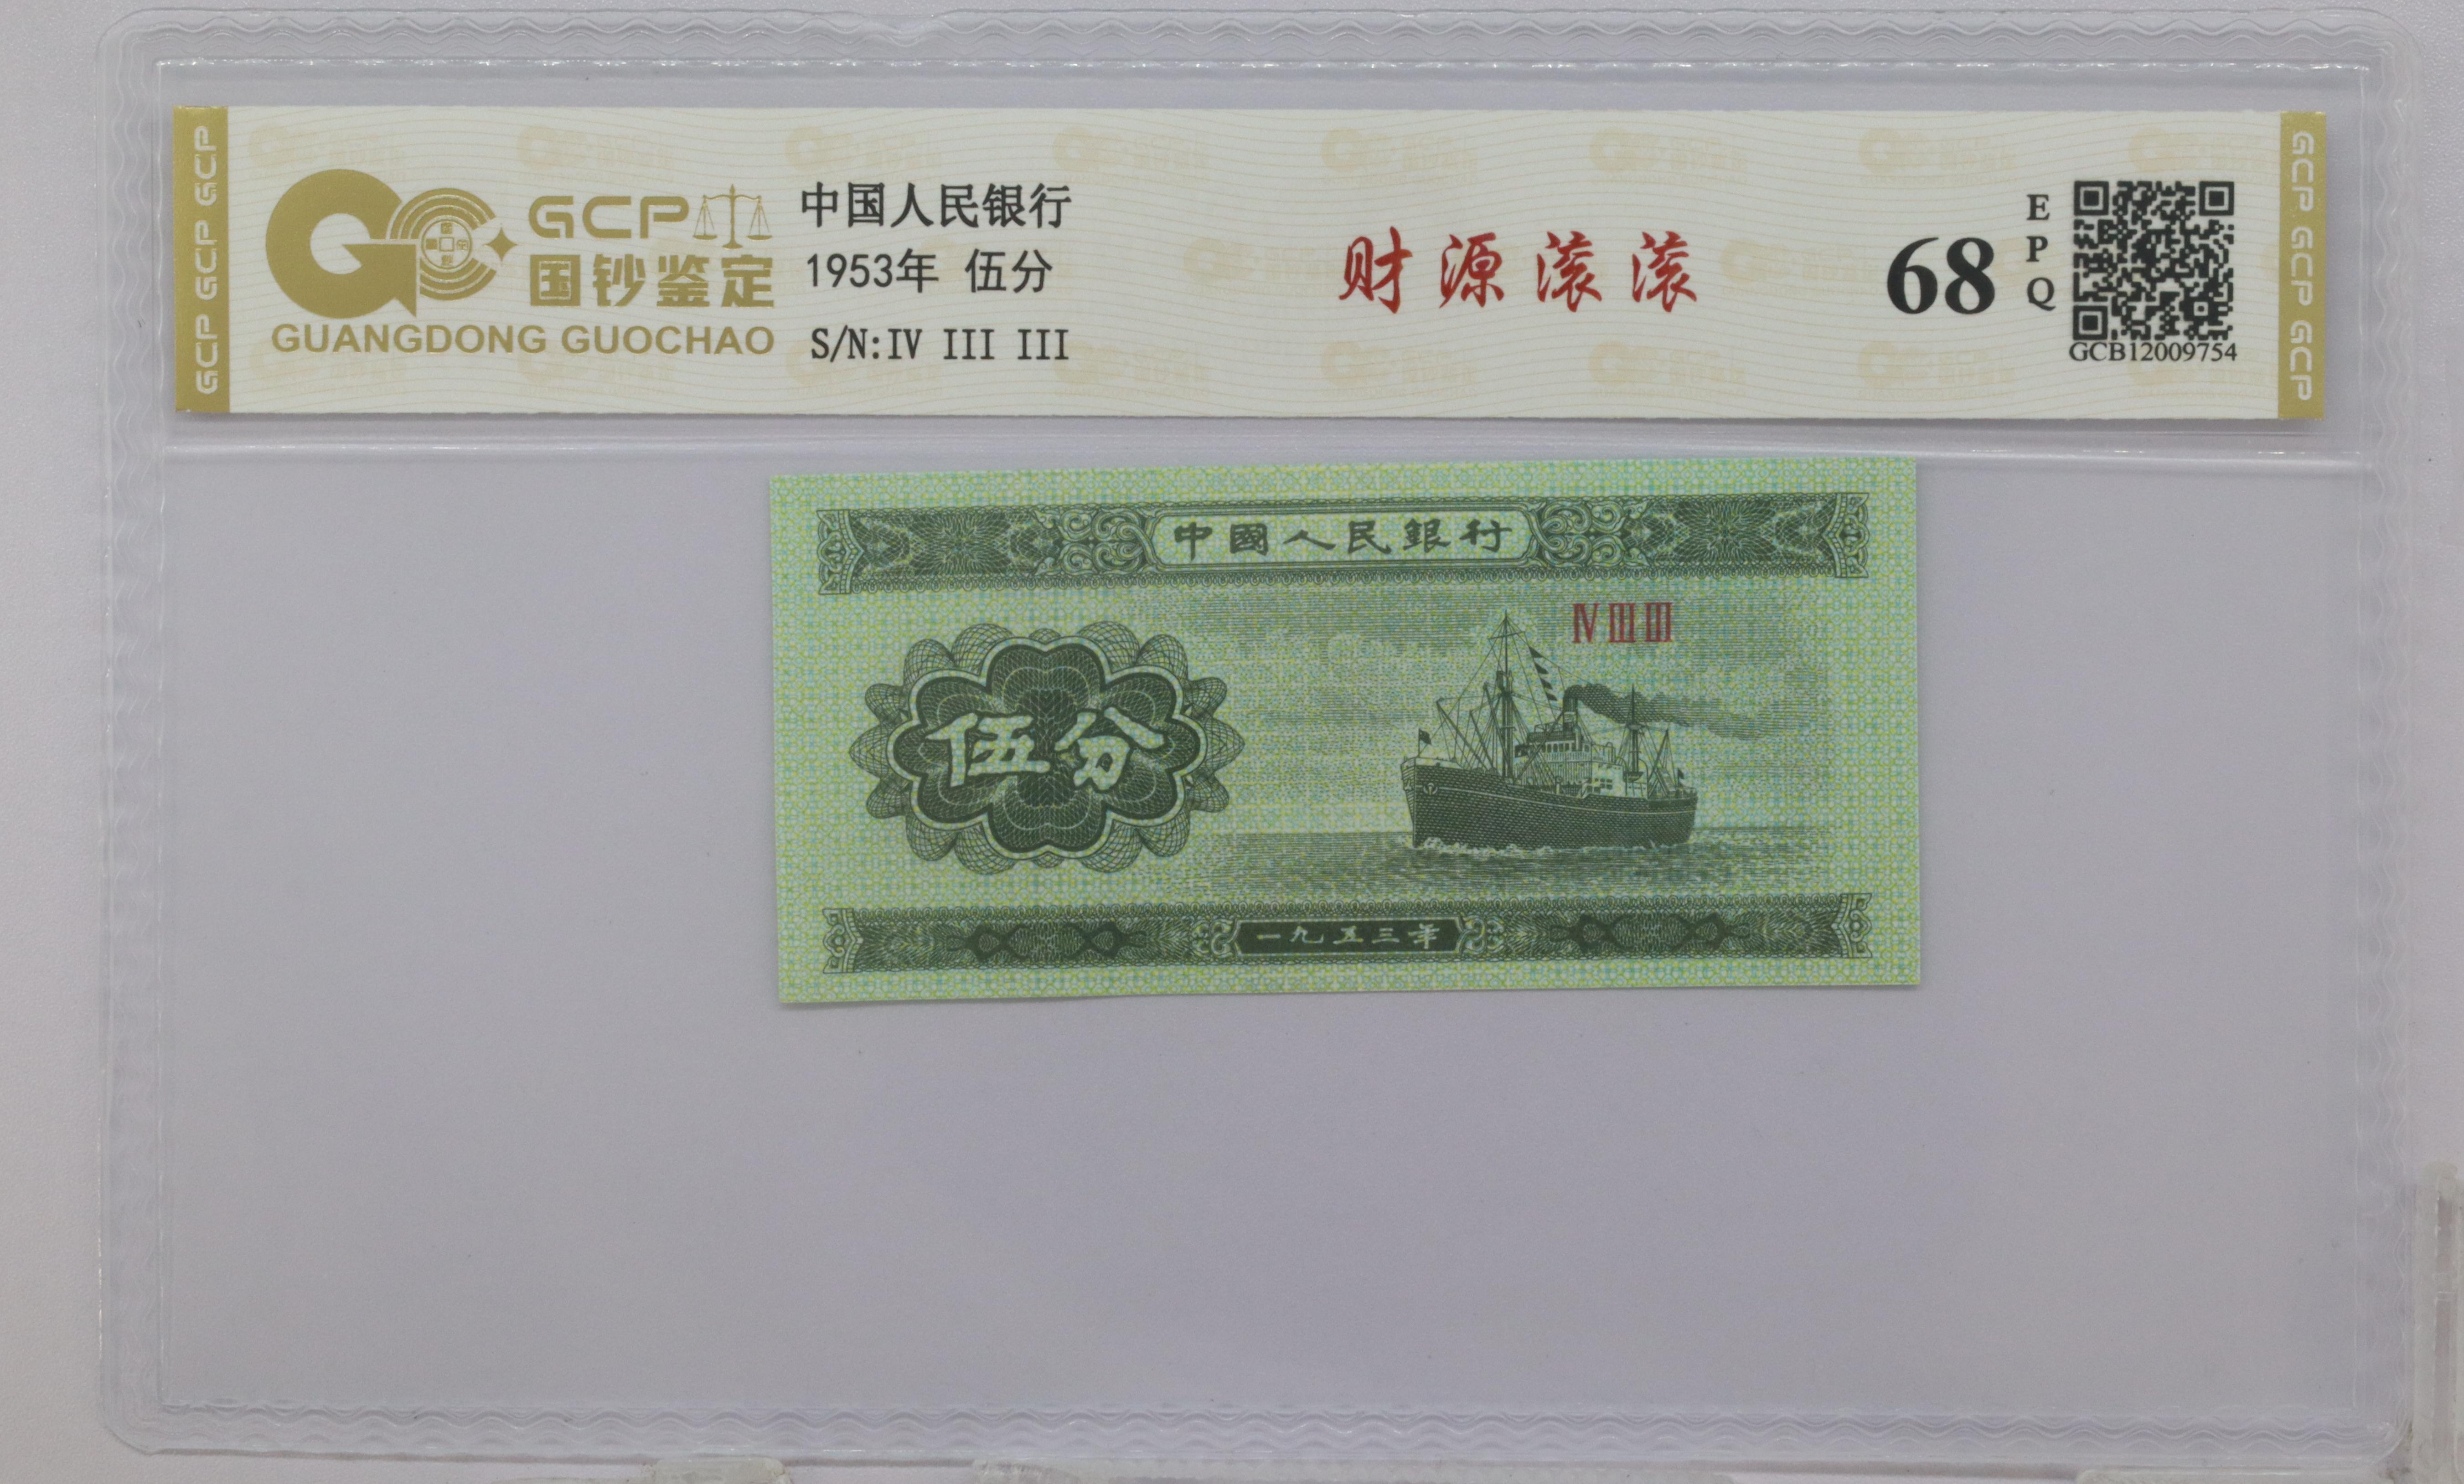 GCP GCP GCP
GCP
国钞鉴定
GUANGDONG GUOCHAO
中国人民银行
1953年 伍分
S/N:IV III III
财源滚滚
68
E
P
Q
GCB12009754
GCP GCP GCP
中國人民銀行
IV III III
伍分
一九五三年